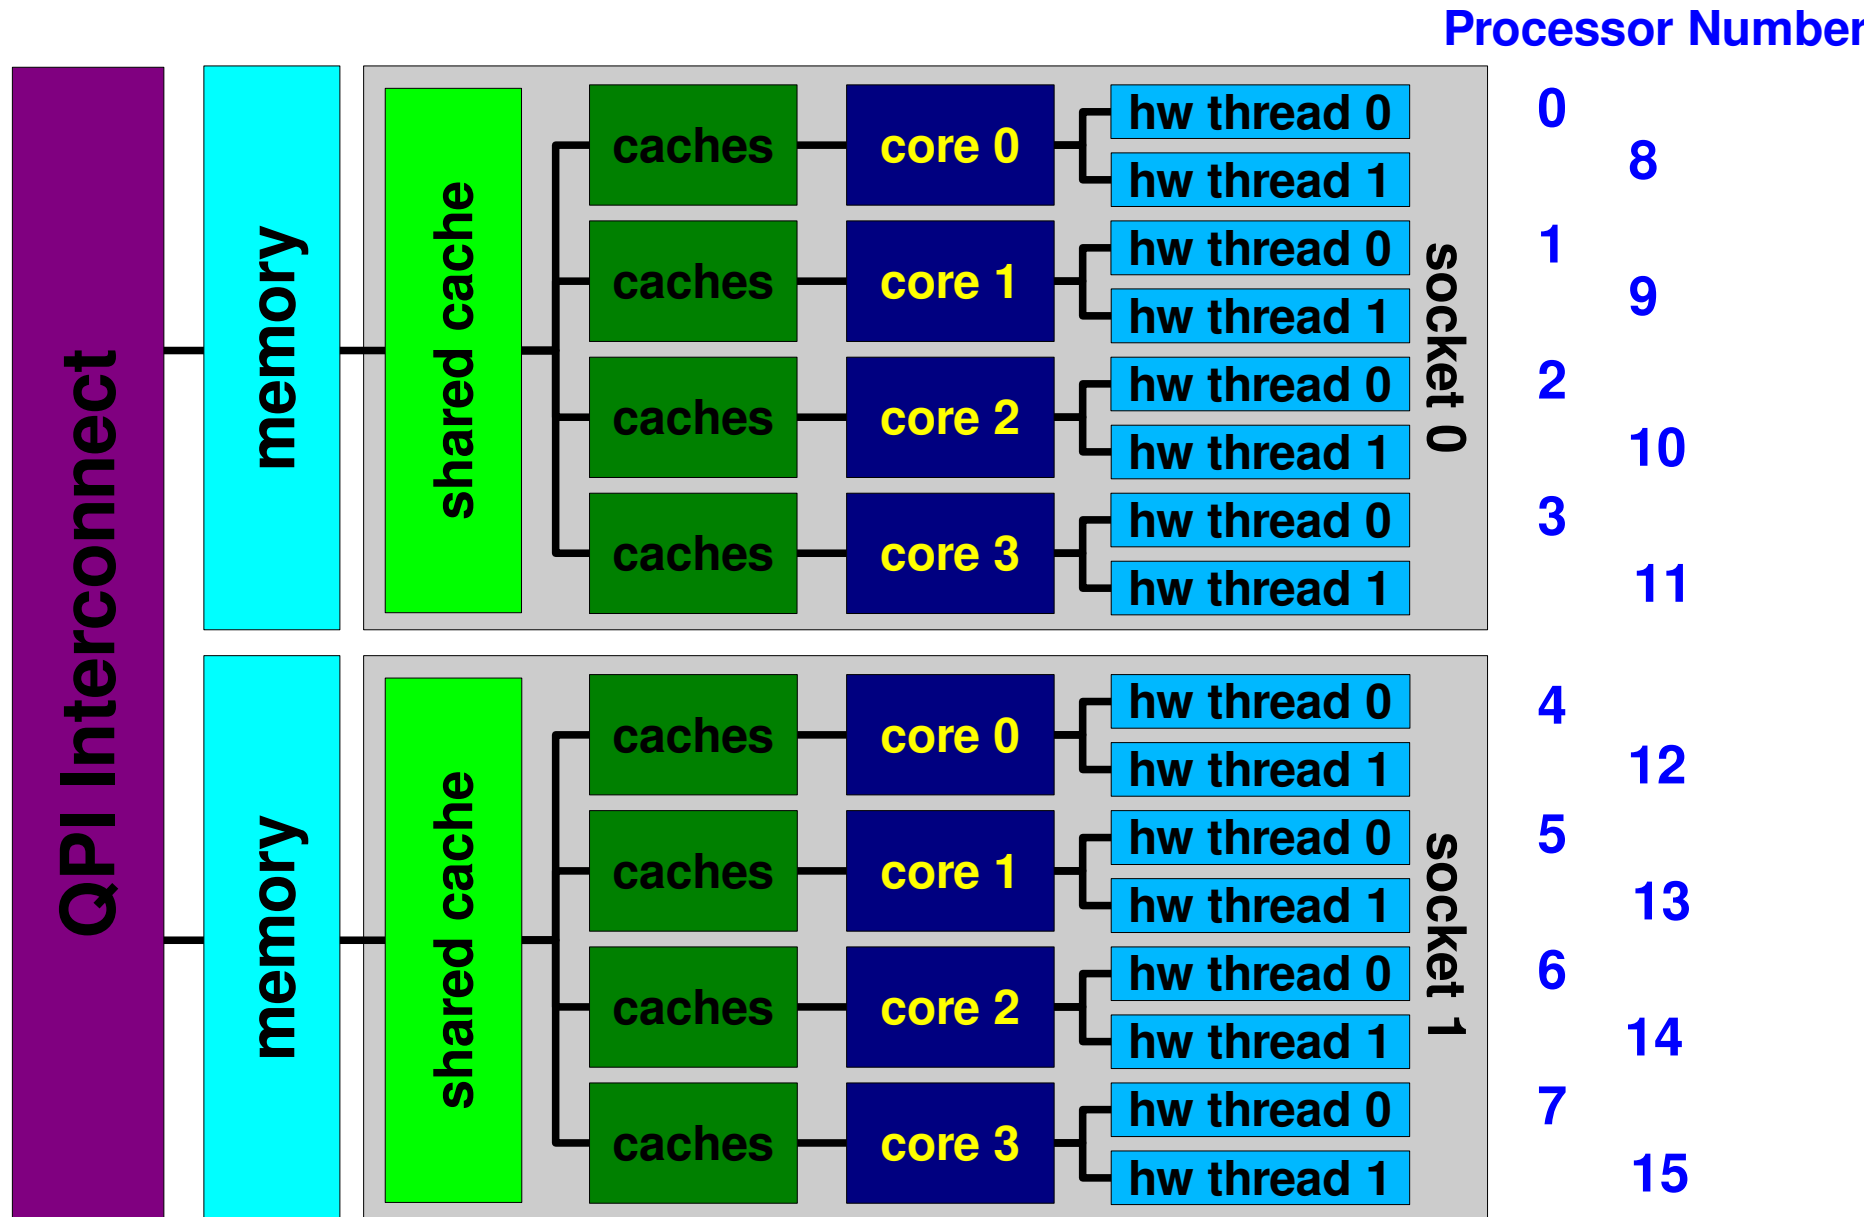 Processor Number
QPI Interconnect
memory
shared cache
caches
core 0
hw thread 0
0
hw thread 1
8
caches
core 1
hw thread 0
1
hw thread 1
9
caches
core 2
hw thread 0
2
hw thread 1
10
caches
core 3
hw thread 0
3
hw thread 1
11
socket 0
memory
shared cache
caches
core 0
hw thread 0
4
hw thread 1
12
caches
core 1
hw thread 0
5
hw thread 1
13
caches
core 2
hw thread 0
6
hw thread 1
14
caches
core 3
hw thread 0
7
hw thread 1
15
socket 1